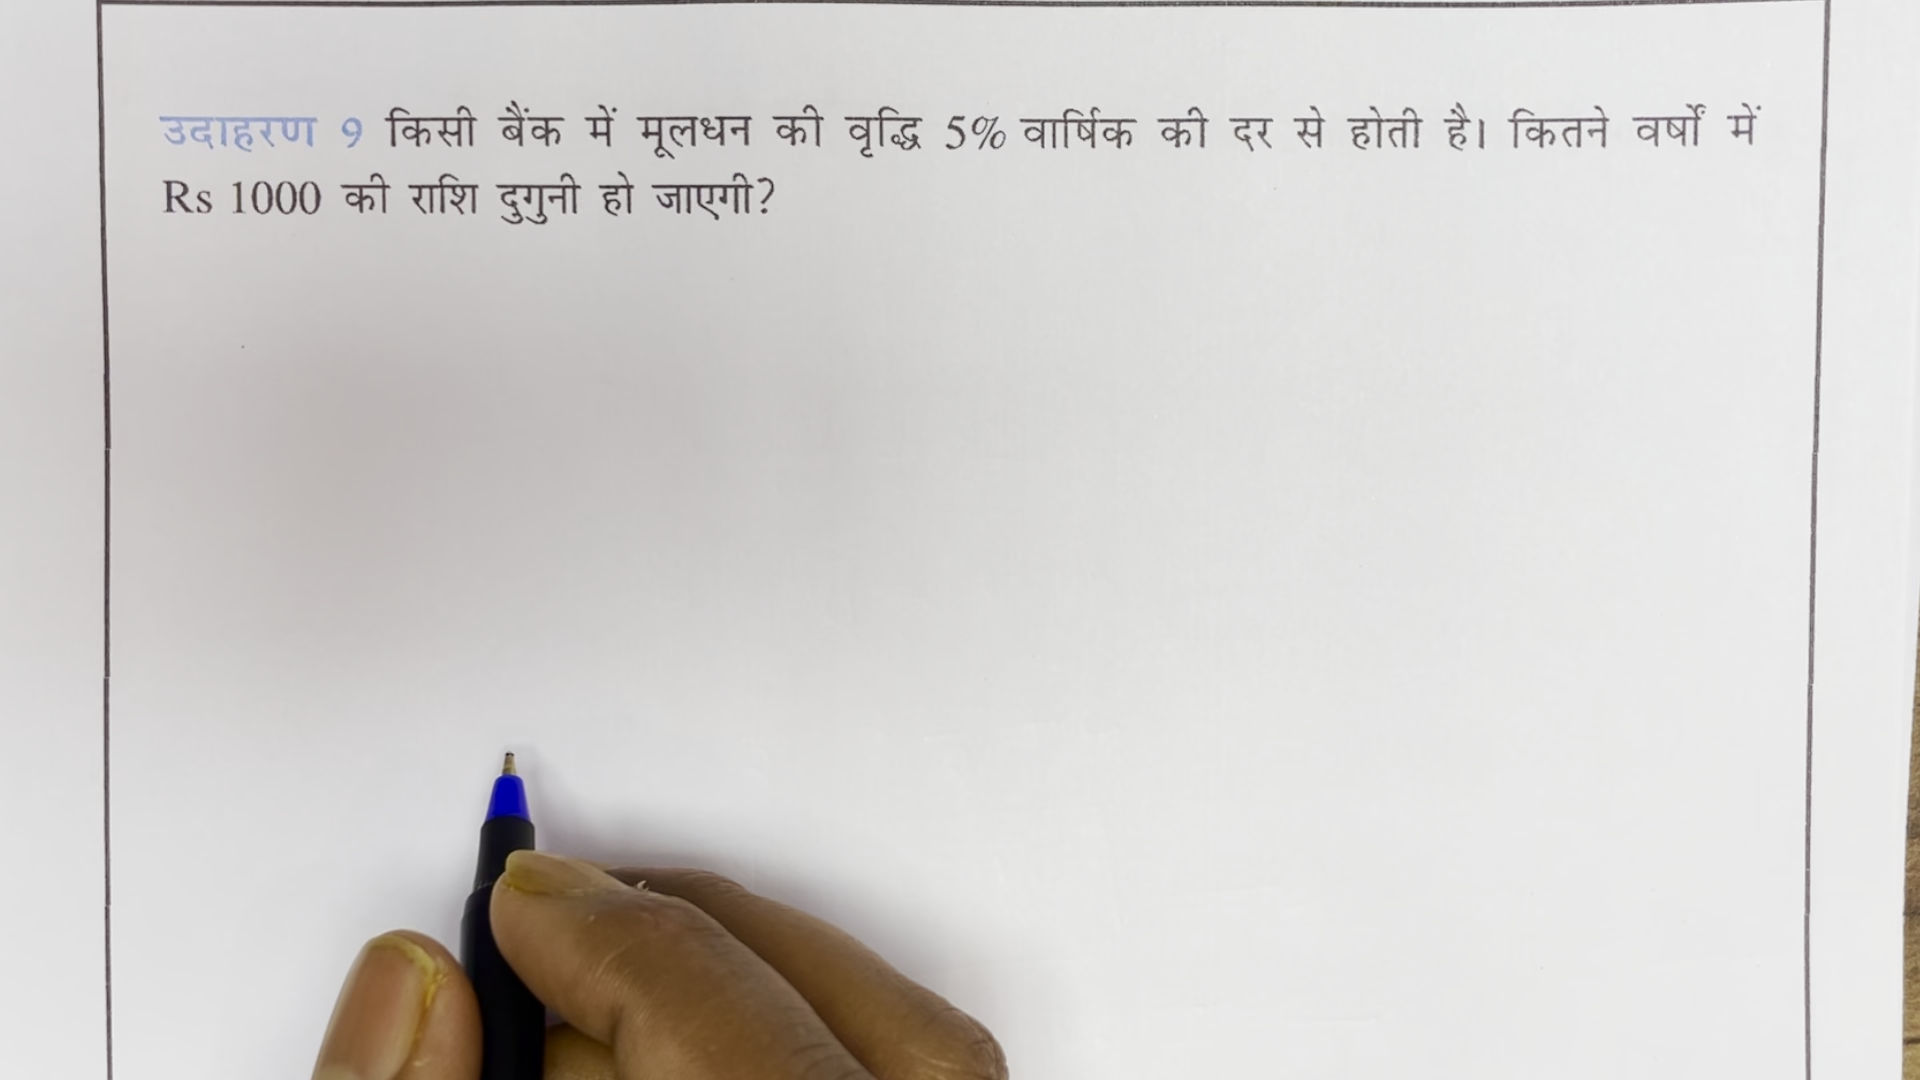 उदाहरण 9 किसी बैंक में मूलधन की वृद्धि 5% वार्षिक की दर से होती है। कितने वर्षों में
Rs 1000 की राशि दुगुनी हो जाएगी?